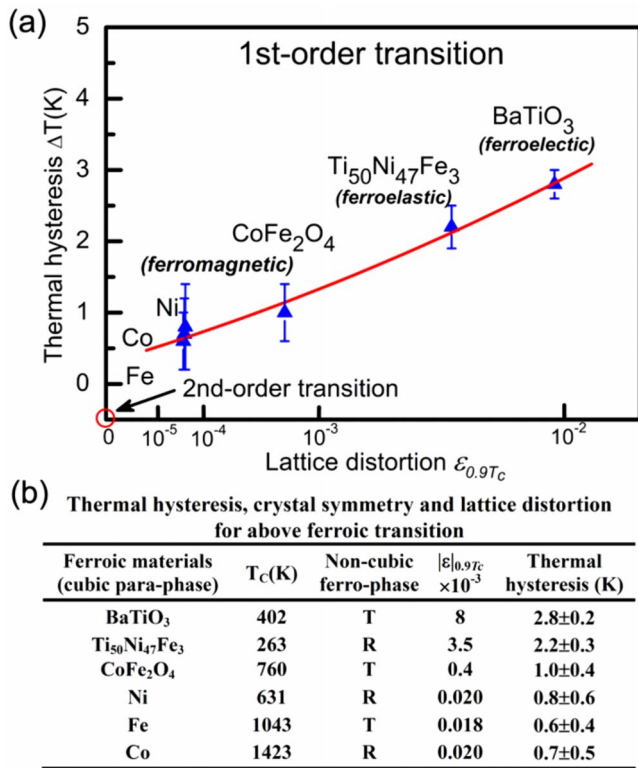 (a)
1st-order transition
BaTiO₃
(ferroelectic)
Ti₅₀Ni₄₇Fe₃
(ferroelastic)
CoFe₂O₄
(ferromagnetic)
Ni
Co
Fe
2nd-order transition
Thermal hysteresis ΔT(K)
5
4
3
2
1
0
0 10⁻⁵ 10⁻⁴ 10⁻³ 10⁻²
Lattice distortion ε₀.₉Tc
(b) Thermal hysteresis, crystal symmetry and lattice distortion
for above ferroic transition
Ferroic materials (cubic para-phase) T_C(K) Non-cubic ferro-phase |ε|₀.₉Tc ×10⁻³ Thermal hysteresis (K)
BaTiO₃ 402 T 8 2.8±0.2
Ti₅₀Ni₄₇Fe₃ 263 R 3.5 2.2±0.3
CoFe₂O₄ 760 T 0.4 1.0±0.4
Ni 631 R 0.020 0.8±0.6
Fe 1043 T 0.018 0.6±0.4
Co 1423 R 0.020 0.7±0.5